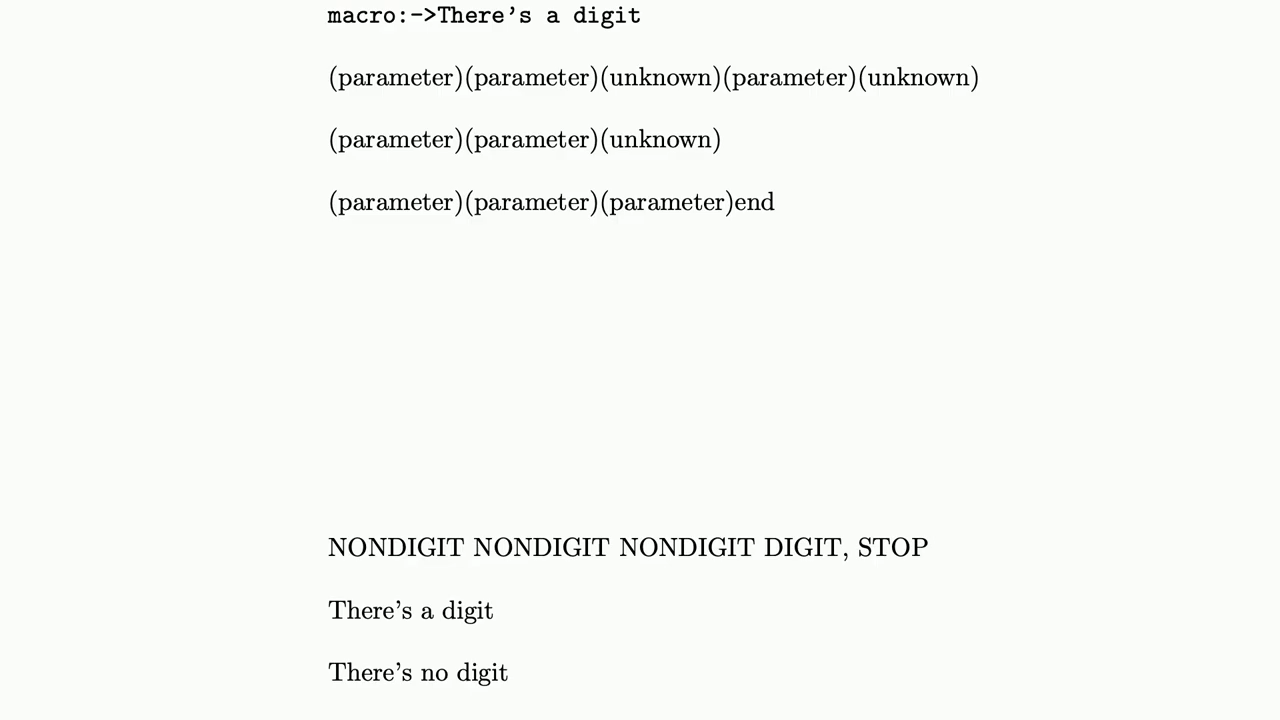 macro:->There’s a digit
(parameter)(parameter)(unknown)(parameter)(unknown)
(parameter)(parameter)(unknown)
(parameter)(parameter)(parameter)end
NONDIGIT NONDIGIT NONDIGIT DIGIT, STOP
There’s a digit
There’s no digit